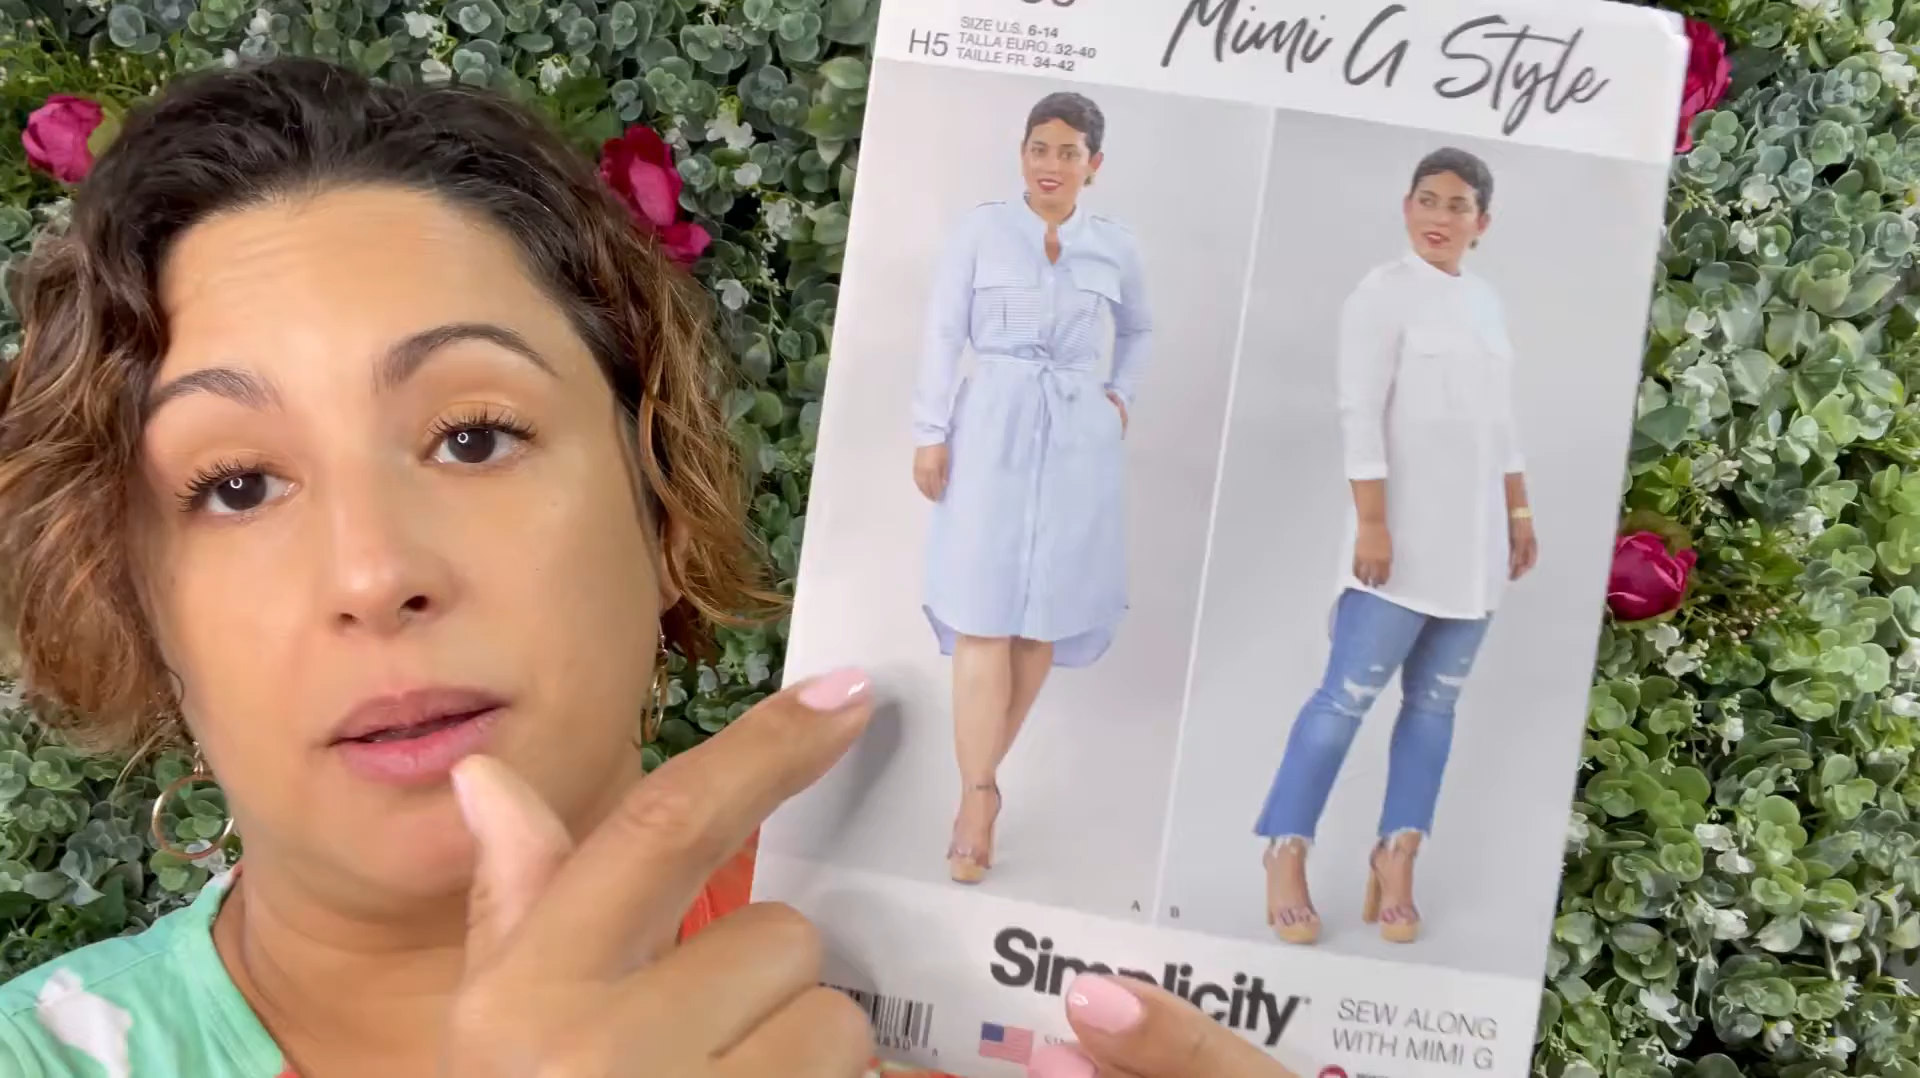 SIZE U.S. 6-14
H5 TALLA EURO. 32-40
TAILLE FR. 34-42
Mimi G Style
A B
Simplicity
SEW ALONG
WITH MIMI G